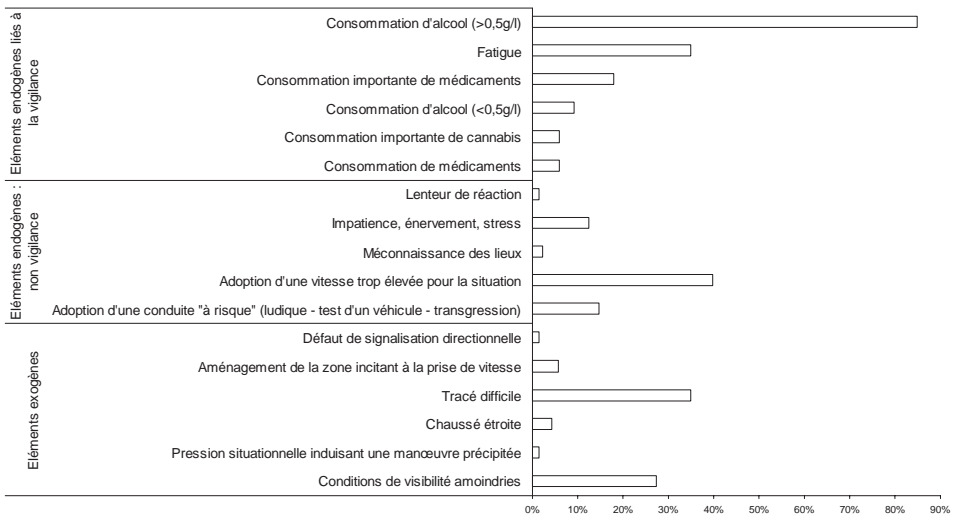 Eléments endogènes liés à
la vigilance
Consommation d'alcool (>0,5g/l)
Fatigue
Consommation importante de médicaments
Consommation d'alcool (<0,5g/l)
Consommation importante de cannabis
Consommation de médicaments
Eléments endogènes :
non vigilance
Lenteur de réaction
Impatience, énervement, stress
Méconnaissance des lieux
Adoption d'une vitesse trop élevée pour la situation
Adoption d'une conduite "à risque" (ludique - test d'un véhicule - transgression)
Eléments exogènes
Défaut de signalisation directionnelle
Aménagement de la zone incitant à la prise de vitesse
Tracé difficile
Chaussé étroite
Pression situationnelle induisant une manœuvre précipitée
Conditions de visibilité amoindries
0% 10% 20% 30% 40% 50% 60% 70% 80% 90%